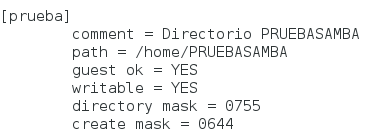 [prueba]
comment = Directorio PRUEBASAMBA
path = /home/PRUEBASAMBA
guest ok = YES
writable = YES
directory mask = 0755
create mask = 0644